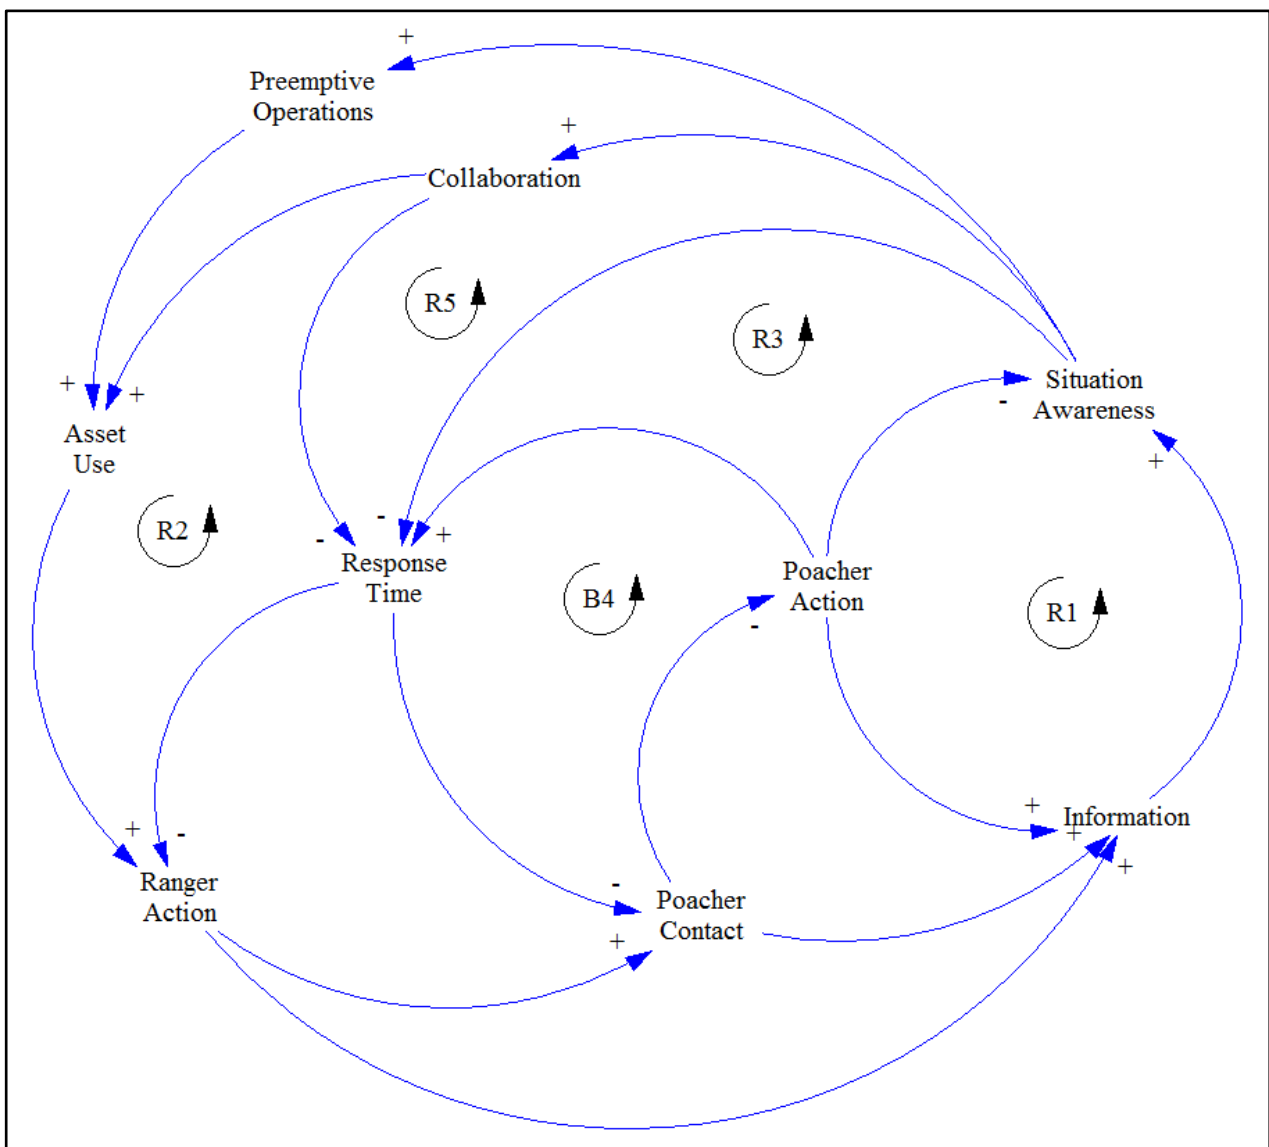 +
Preemptive
Operations
+
Collaboration
R5
R3
Situation
Awareness
-
+
+
+
Asset
Use
R2
-
-
+
Response
Time
B4
Poacher
Action
-
R1
+
-
+
+
Information
+
Ranger
Action
-
Poacher
Contact
+